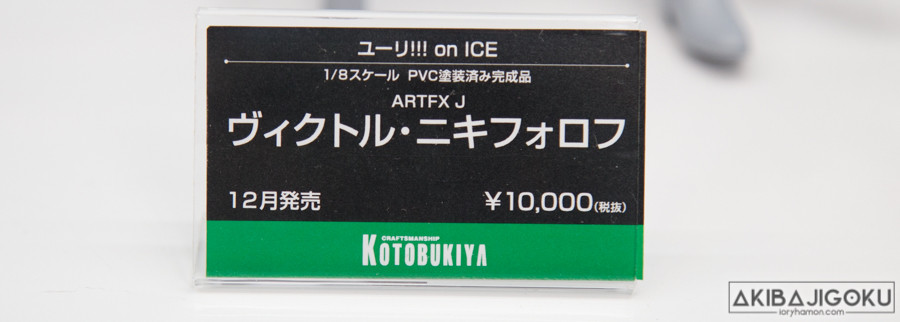 ユーリ!!! on ICE
1/8スケール PVC塗装済み完成品
ARTFX J
ヴィクトル・ニキフォロフ
12月発売 ￥10,000(税抜)
CRAFTSMANSHIP
KOTOBUKIYA
AKIBAJIGOKU
ioryhamon.com